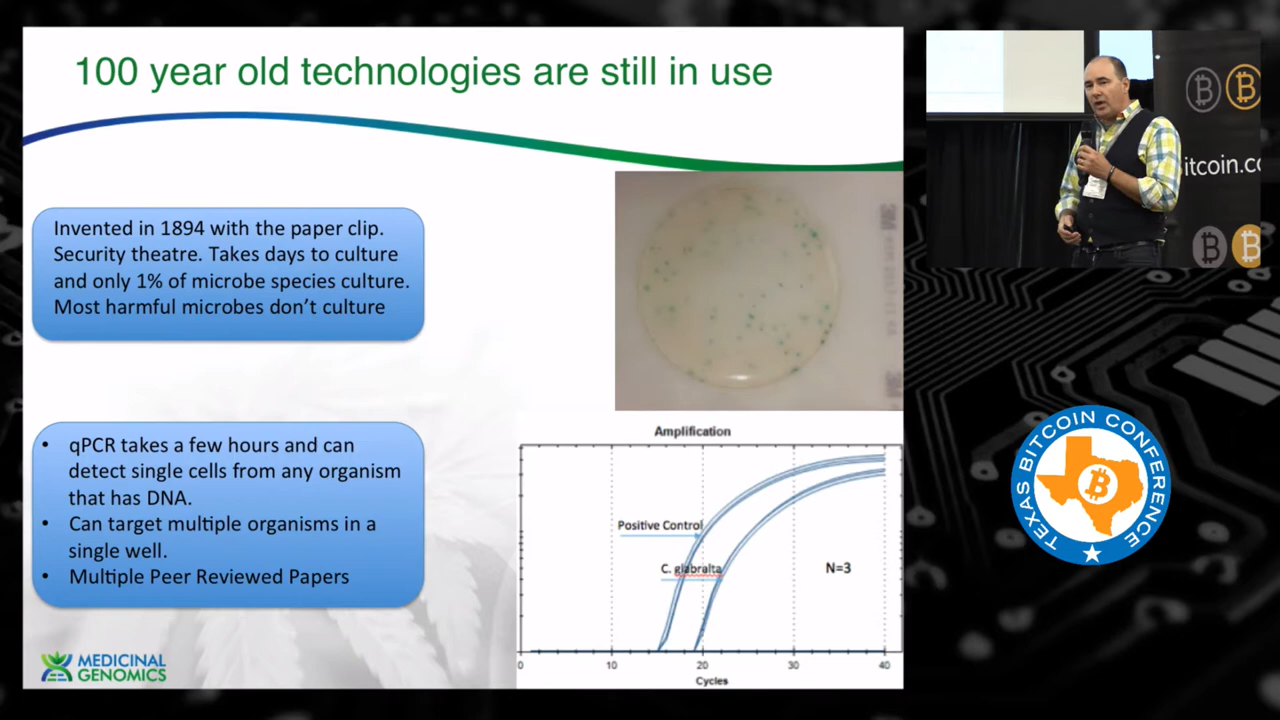 100 year old technologies are still in use
Invented in 1894 with the paper clip.
Security theatre. Takes days to culture
and only 1% of microbe species culture.
Most harmful microbes don’t culture
• qPCR takes a few hours and can
detect single cells from any organism
that has DNA.
• Can target multiple organisms in a
single well.
• Multiple Peer Reviewed Papers
MEDICINAL
GENOMICS
3M
Amplification
Positive Control
C. glabralta
N=3
0 10 20 30 40
Cycles
itcoin.co
TEXAS BITCOIN CONFERENCE